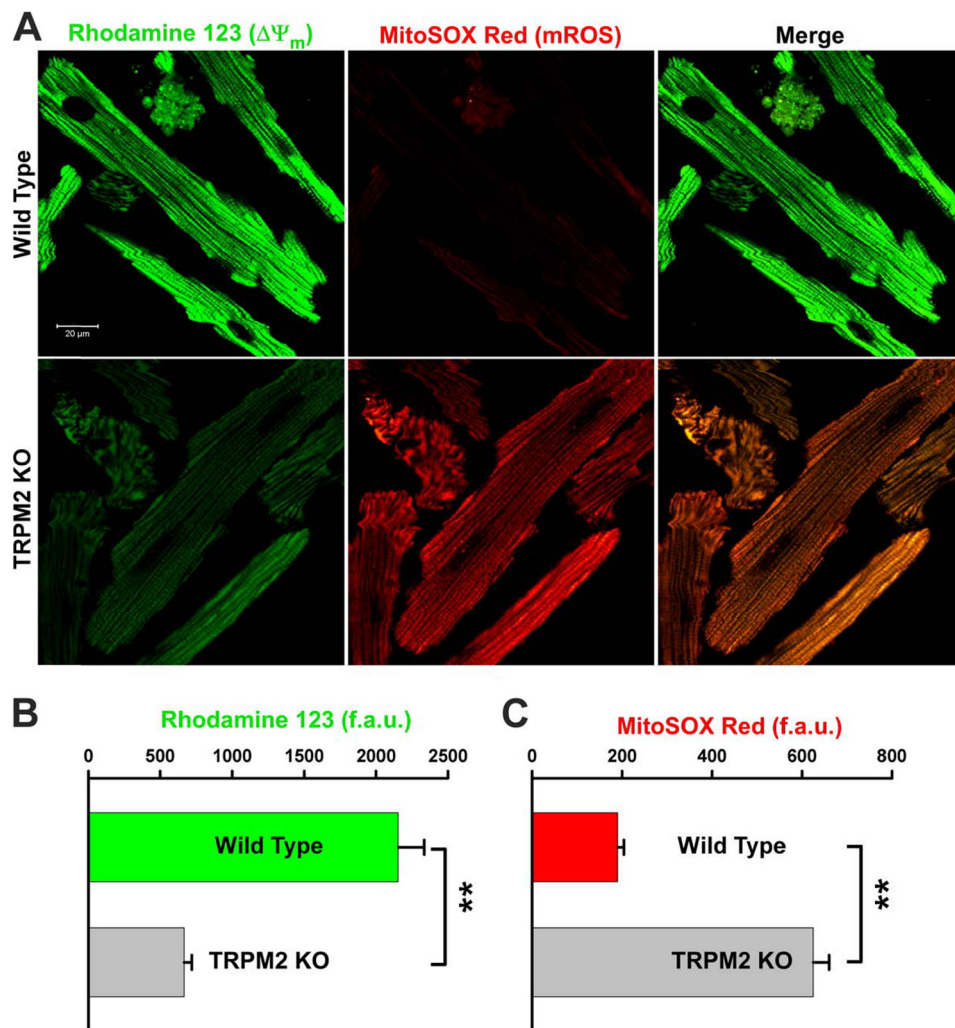 A
Rhodamine 123 (ΔΨm)
MitoSOX Red (mROS)
Merge
Wild Type
20 μm
TRPM2 KO
B
Rhodamine 123 (f.a.u.)
0 500 1000 1500 2000 2500
Wild Type
**
TRPM2 KO
C
MitoSOX Red (f.a.u.)
0 200 400 600 800
Wild Type
**
TRPM2 KO